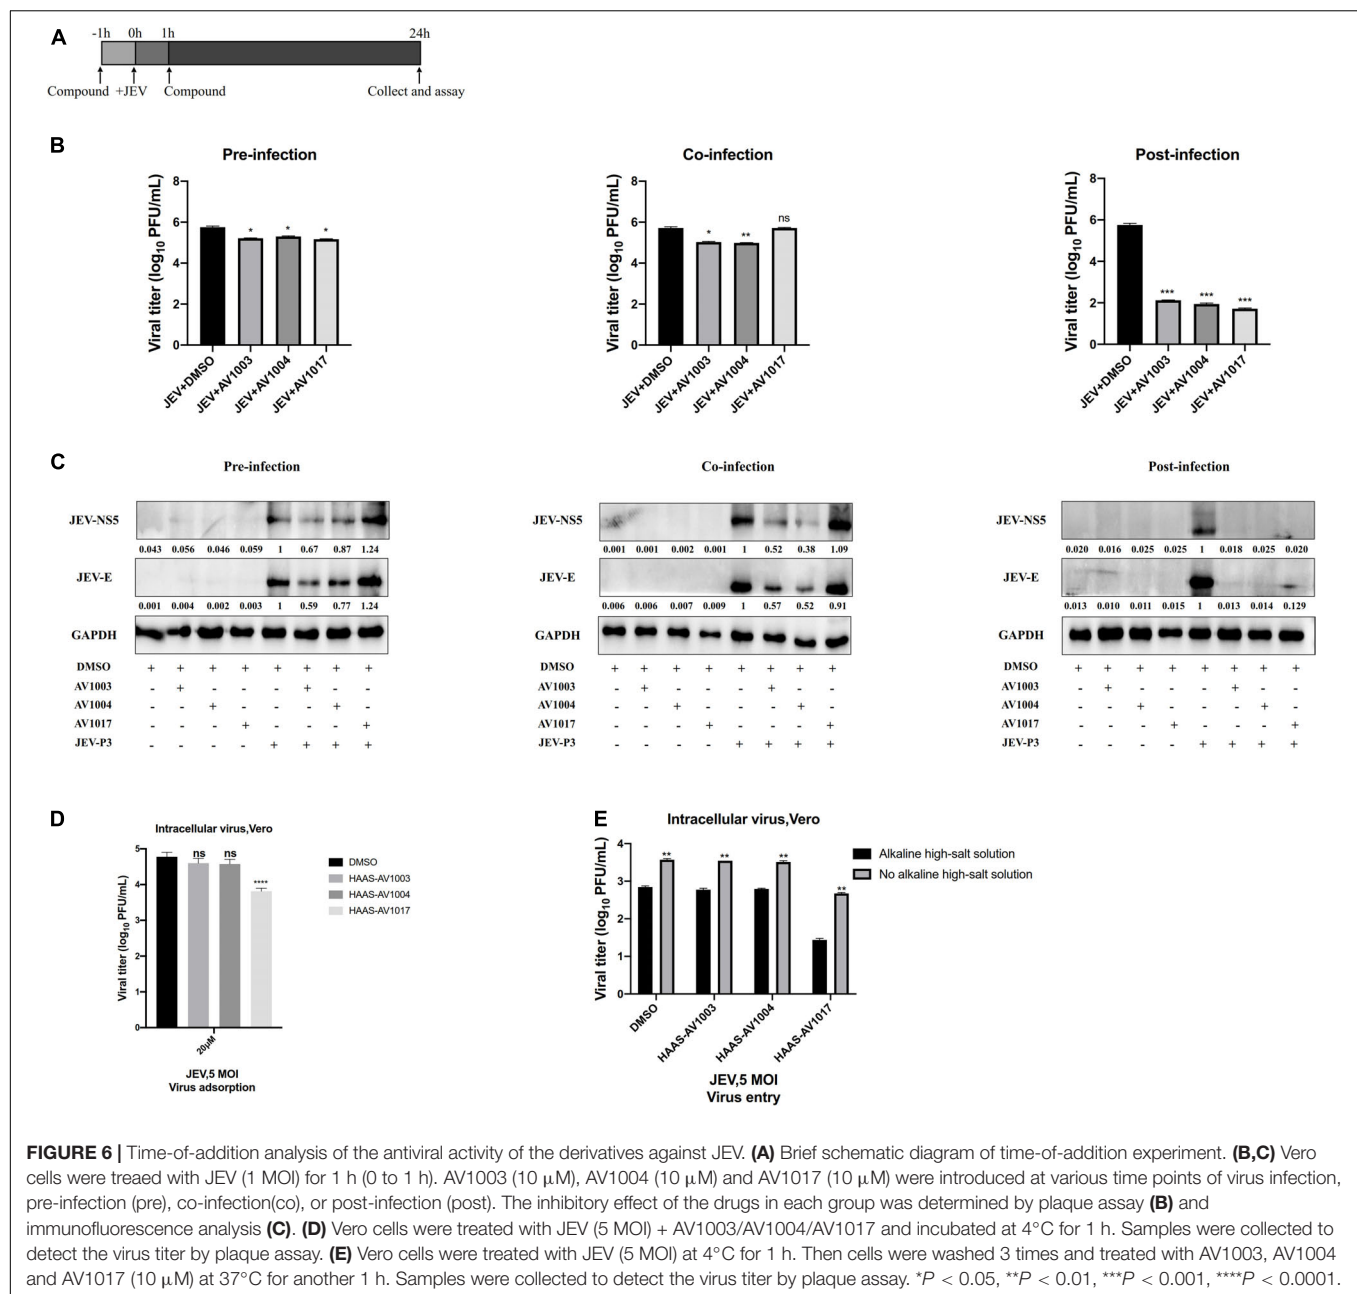 A
-1h 0h 1h 24h
Compound +JEV Compound Collect and assay
B
Pre-infection
Viral titer (log10 PFU/mL)
8
6
4
2
0
* * *
JEV+DMSO
JEV+AV1003
JEV+AV1004
JEV+AV1017
Co-infection
Viral titer (log10 PFU/mL)
8
6
4
2
0
* ** ns
JEV+DMSO
JEV+AV1003
JEV+AV1004
JEV+AV1017
Post-infection
Viral titer (log10 PFU/mL)
8
6
4
2
0
*** *** ***
JEV+DMSO
JEV+AV1003
JEV+AV1004
JEV+AV1017
C
Pre-infection
JEV-NS5
0.043 0.056 0.046 0.059 1 0.67 0.87 1.24
JEV-E
0.001 0.004 0.002 0.003 1 0.59 0.77 1.24
GAPDH
DMSO + + + + + + + +
AV1003 - + - - - + - -
AV1004 - - + - - - + -
AV1017 - - - + - - - +
JEV-P3 - - - - + + + +
Co-infection
JEV-NS5
0.001 0.001 0.002 0.001 1 0.52 0.38 1.09
JEV-E
0.006 0.006 0.007 0.009 1 0.57 0.52 0.91
GAPDH
DMSO + + + + + + + +
AV1003 - + - - - + - -
AV1004 - - + - - - + -
AV1017 - - - + - - - +
JEV-P3 - - - - + + + +
Post-infection
JEV-NS5
0.020 0.016 0.025 0.025 1 0.018 0.025 0.020
JEV-E
0.013 0.010 0.011 0.015 1 0.013 0.014 0.129
GAPDH
DMSO + + + + + + + +
AV1003 - + - - - + - -
AV1004 - - + - - - + -
AV1017 - - - + - - - +
JEV-P3 - - - - + + + +
D
Intracellular virus,Vero
Viral titer (log10 PFU/mL)
5
4
3
2
1
0
ns ns ****
20μM
JEV,5 MOI
Virus adsorption
DMSO
HAAS-AV1003
HAAS-AV1004
HAAS-AV1017
E
Intracellular virus,Vero
Viral titer (log10 PFU/mL)
4
3
2
1
0
** ** ** **
DMSO
HAAS-AV1003
HAAS-AV1004
HAAS-AV1017
JEV,5 MOI
Virus entry
Alkaline high-salt solution
No alkaline high-salt solution
FIGURE 6 | Time-of-addition analysis of the antiviral activity of the derivatives against JEV. (A) Brief schematic diagram of time-of-addition experiment. (B,C) Vero
cells were treaed with JEV (1 MOI) for 1 h (0 to 1 h). AV1003 (10 μM), AV1004 (10 μM) and AV1017 (10 μM) were introduced at various time points of virus infection,
pre-infection (pre), co-infection(co), or post-infection (post). The inhibitory effect of the drugs in each group was determined by plaque assay (B) and
immunofluorescence analysis (C). (D) Vero cells were treated with JEV (5 MOI) + AV1003/AV1004/AV1017 and incubated at 4°C for 1 h. Samples were collected to
detect the virus titer by plaque assay. (E) Vero cells were treated with JEV (5 MOI) at 4°C for 1 h. Then cells were washed 3 times and treated with AV1003, AV1004
and AV1017 (10 μM) at 37°C for another 1 h. Samples were collected to detect the virus titer by plaque assay. *P < 0.05, **P < 0.01, ***P < 0.001, ****P < 0.0001.